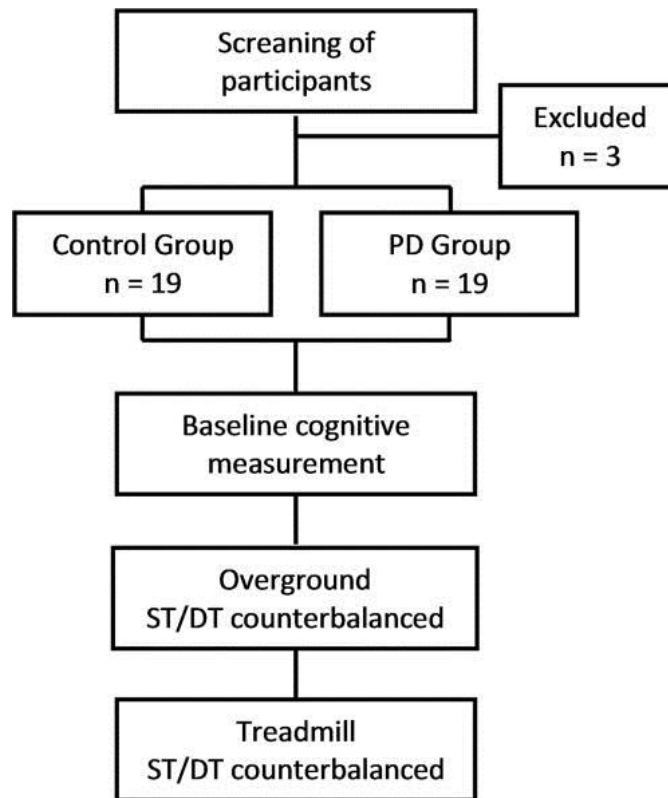 Screaning of
participants
Excluded
n = 3
Control Group
n = 19
PD Group
n = 19
Baseline cognitive
measurement
Overground
ST/DT counterbalanced
Treadmill
ST/DT counterbalanced